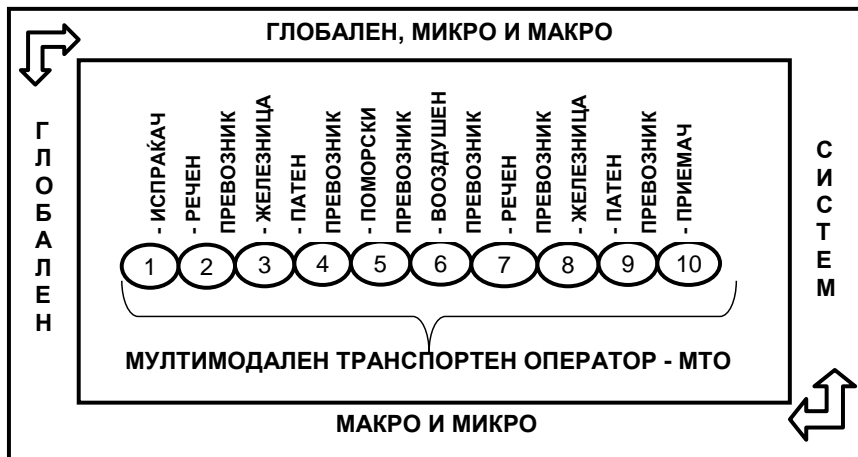 ГЛОБАЛЕН, МИКРО И МАКРО
ГЛОБАЛЕН
- ИСПРАЌАЧ
- РЕЧЕН
ПРЕВОЗНИК
- ЖЕЛЕЗНИЦА
- ПАТЕН
ПРЕВОЗНИК
- ПОМОРСКИ
ПРЕВОЗНИК
- ВООЗДУШЕН
ПРЕВОЗНИК
- РЕЧЕН
ПРЕВОЗНИК
- ЖЕЛЕЗНИЦА
- ПАТЕН
ПРЕВОЗНИК
- ПРИЕМАЧ
СИСТЕМ
1 2 3 4 5 6 7 8 9 10
МУЛТИМОДАЛЕН ТРАНСПОРТЕН ОПЕРАТОР - МТО
МАКРО И МИКРО